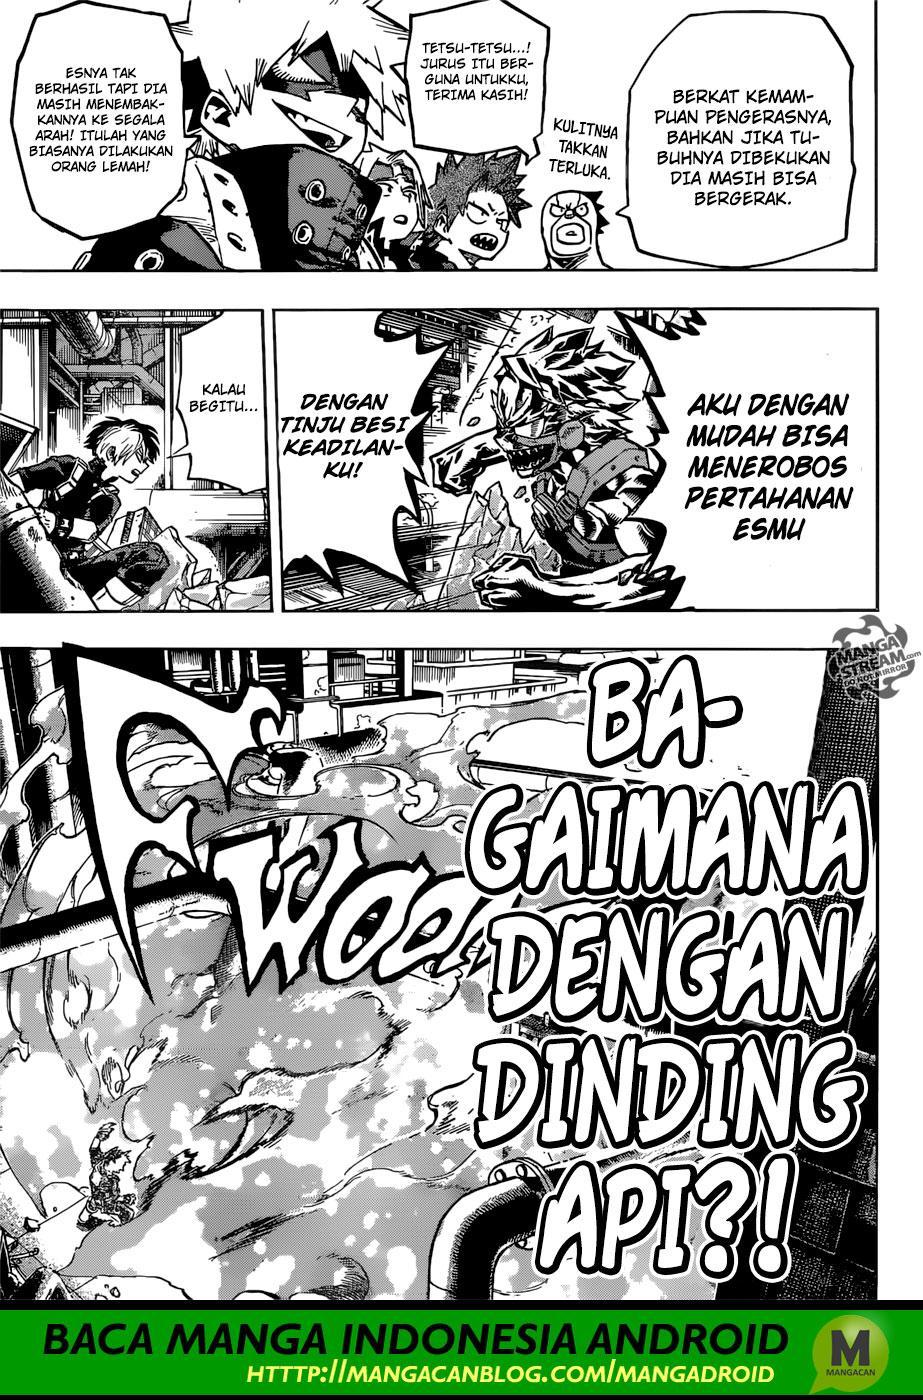 BERKAT KEMAM-
PUAN PENGERASNYA,
BAHKAN JIKA TU-
BUHNYA DIBEKUKAN
DIA MASIH BISA
BERGERAK.
KULITNYA
TAKKAN
TERLUKA.
TETSU-TETSU...!
JURUS ITU BER-
GUNA UNTUKKU,
TERIMA KASIH!
ESNYA TAK
BERHASIL TAPI DIA
MASIH MENEMBAK-
KANNYA KE SEGALA
ARAH! ITULAH YANG
BIASANYA DILAKUKAN
ORANG LEMAH!
AKU DENGAN
MUDAH BISA
MENEROBOS
PERTAHANAN
ESMU
DENGAN
TINJU BESI
KEADILAN-
KU!
KALAU
BEGITU...
MANGA
STREAM.com
BA-
GAIMANA
DENGAN
DINDING
API?!
FWOO
BACA MANGA INDONESIA ANDROID
HTTTP://MANGACANBLOG.COM/MANGADROID
M
MANGACAN